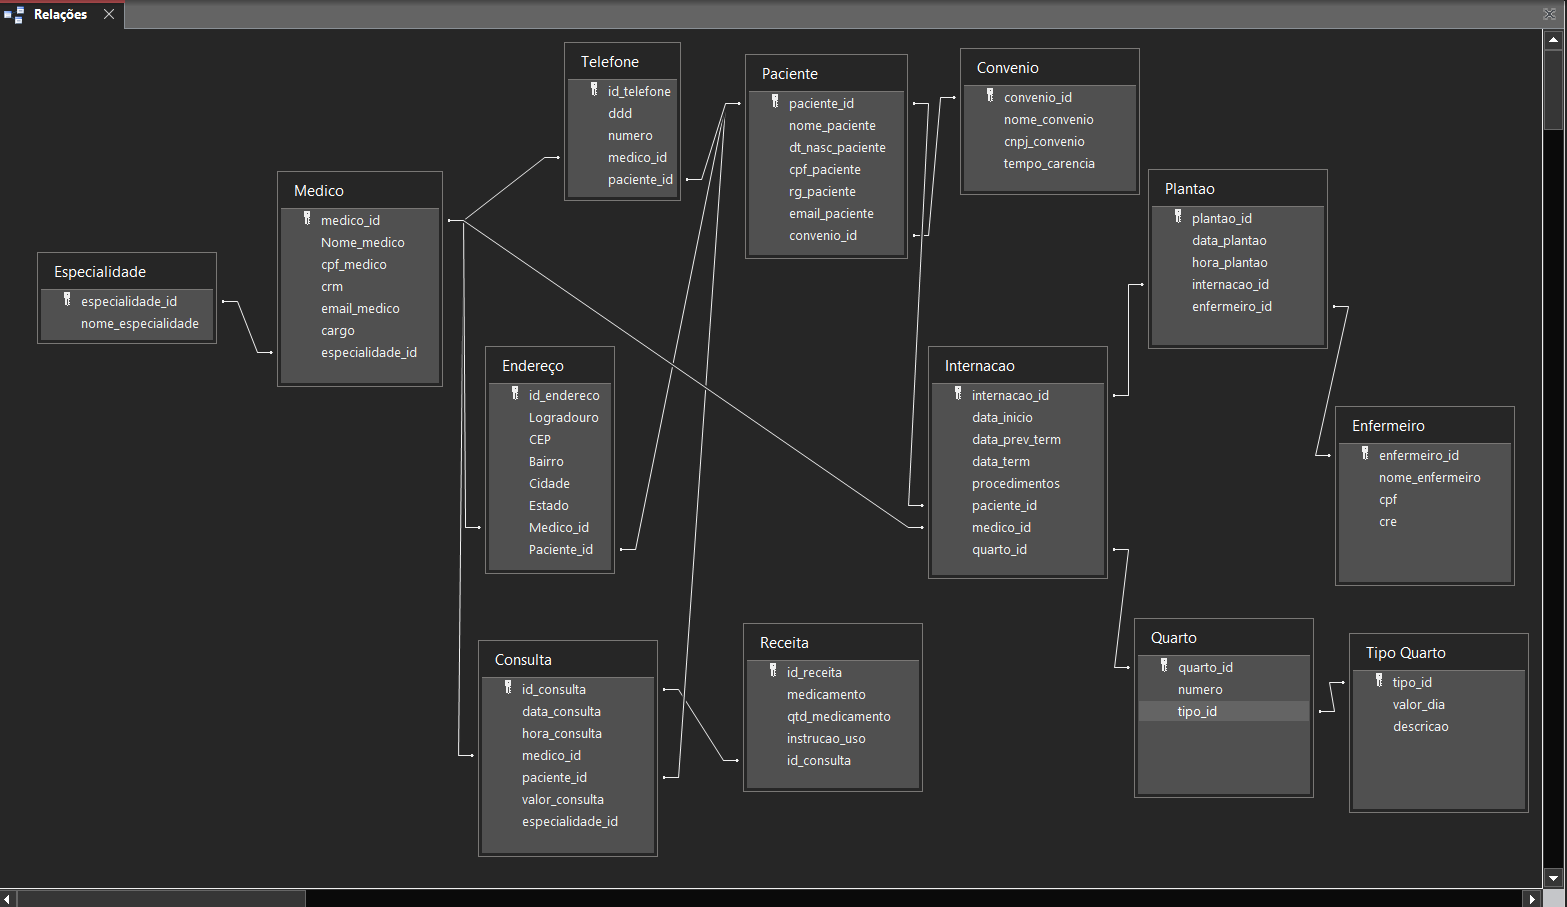 Relações
Telefone
id_telefone
ddd
numero
medico_id
paciente_id
Paciente
paciente_id
nome_paciente
dt_nasc_paciente
cpf_paciente
rg_paciente
email_paciente
convenio_id
Convenio
convenio_id
nome_convenio
cnpj_convenio
tempo_carencia
Plantao
plantao_id
data_plantao
hora_plantao
internacao_id
enfermeiro_id
Medico
medico_id
Nome_medico
cpf_medico
crm
email_medico
cargo
especialidade_id
Especialidade
especialidade_id
nome_especialidade
Endereço
id_endereco
Logradouro
CEP
Bairro
Cidade
Estado
Medico_id
Paciente_id
Internacao
internacao_id
data_inicio
data_prev_term
data_term
procedimentos
paciente_id
medico_id
quarto_id
Enfermeiro
enfermeiro_id
nome_enfermeiro
cpf
cre
Consulta
id_consulta
data_consulta
hora_consulta
medico_id
paciente_id
valor_consulta
especialidade_id
Receita
id_receita
medicamento
qtd_medicamento
instrucao_uso
id_consulta
Quarto
quarto_id
numero
tipo_id
Tipo Quarto
tipo_id
valor_dia
descricao